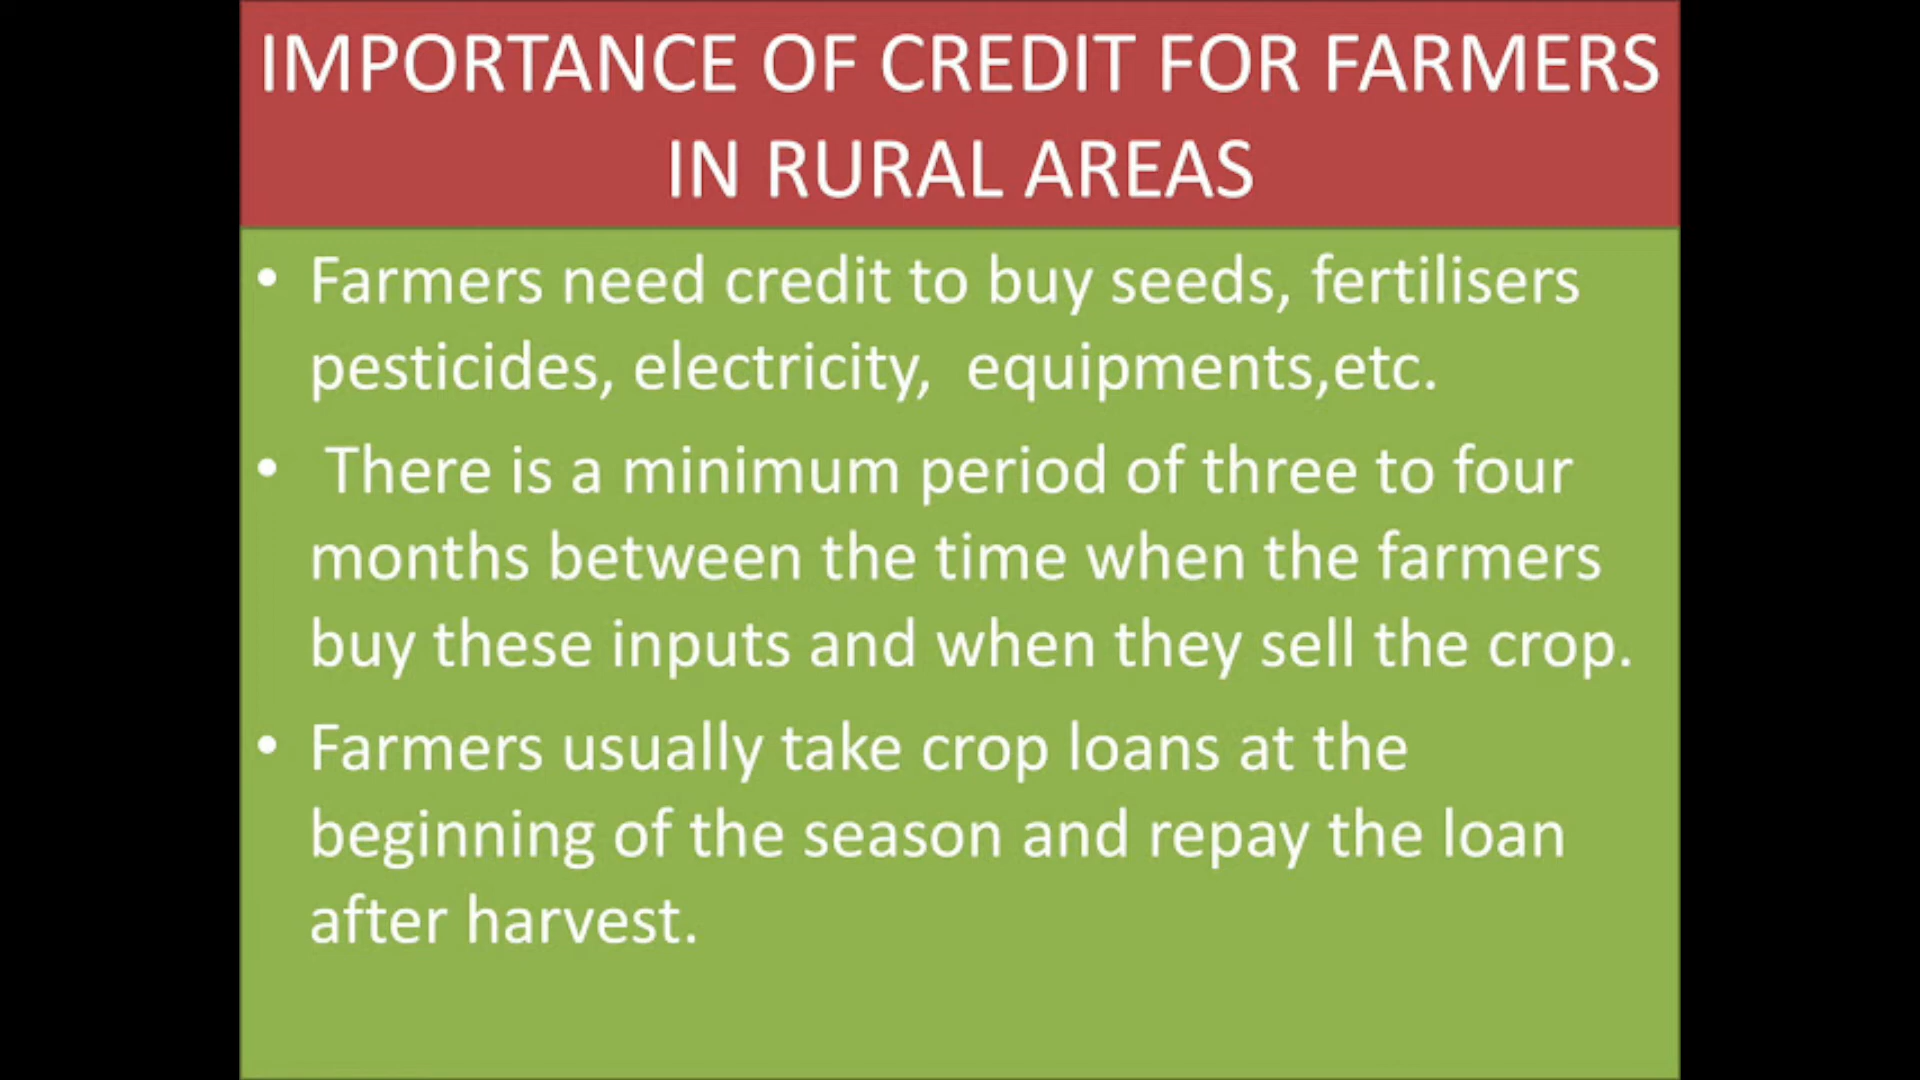 IMPORTANCE OF CREDIT FOR FARMERS
IN RURAL AREAS
• Farmers need credit to buy seeds, fertilisers
pesticides, electricity,  equipments,etc.
•  There is a minimum period of three to four
months between the time when the farmers
buy these inputs and when they sell the crop.
• Farmers usually take crop loans at the
beginning of the season and repay the loan
after harvest.